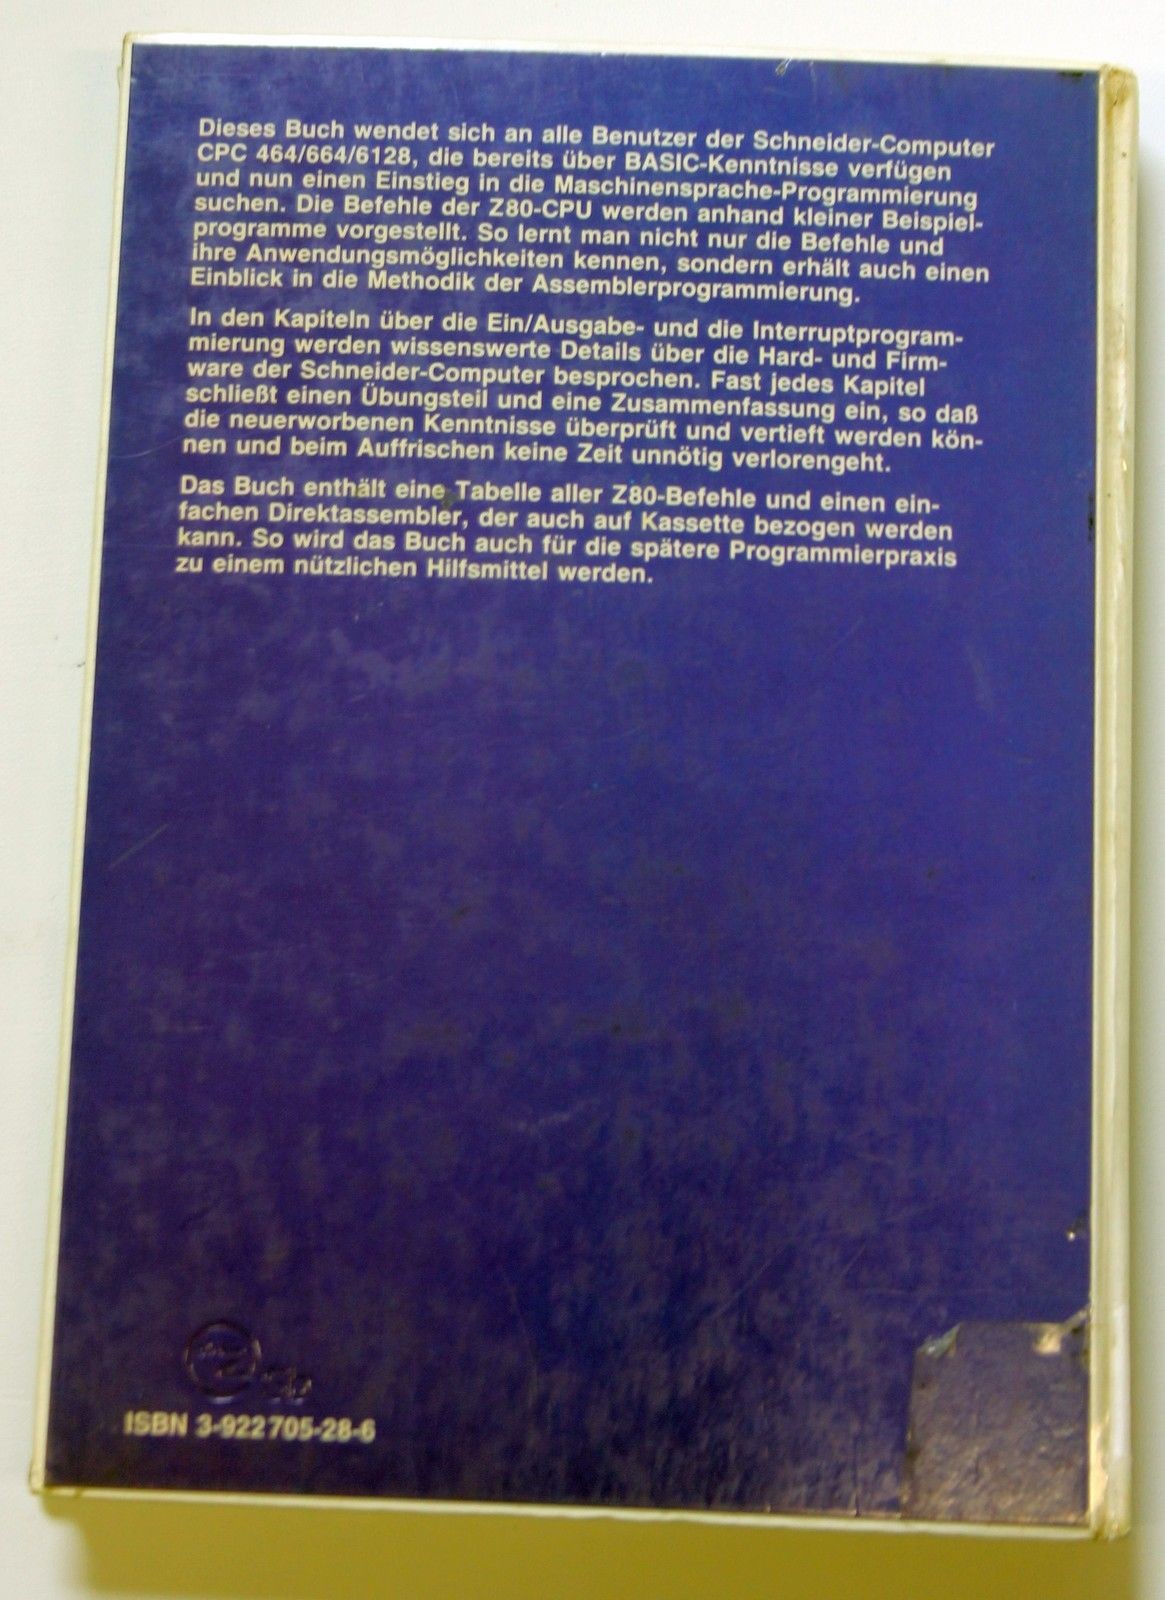 Dieses Buch wendet sich an alle Benutzer der Schneider-Computer
CPC 464/664/6128, die bereits über BASIC-Kenntnisse verfügen
und nun einen Einstieg in die Maschinensprache-Programmierung
suchen. Die Befehle der Z80-CPU werden anhand kleiner Beispiel-
programme vorgestellt. So lernt man nicht nur die Befehle und
ihre Anwendungsmöglichkeiten kennen, sondern erhält auch einen
Einblick in die Methodik der Assemblerprogrammierung.
In den Kapiteln über die Ein/Ausgabe- und die Interruptprogram-
mierung werden wissenswerte Details über die Hard- und Firm-
ware der Schneider-Computer besprochen. Fast jedes Kapitel
schließt einen Übungsteil und eine Zusammenfassung ein, so daß
die neuerworbenen Kenntnisse überprüft und vertieft werden kön-
nen und beim Auffrischen keine Zeit unnötig verlorengeht.
Das Buch enthält eine Tabelle aller Z80-Befehle und einen ein-
fachen Direktassembler, der auch auf Kassette bezogen werden
kann. So wird das Buch auch für die spätere Programmierpraxis
zu einem nützlichen Hilfsmittel werden.
ISBN 3-922705-28-6